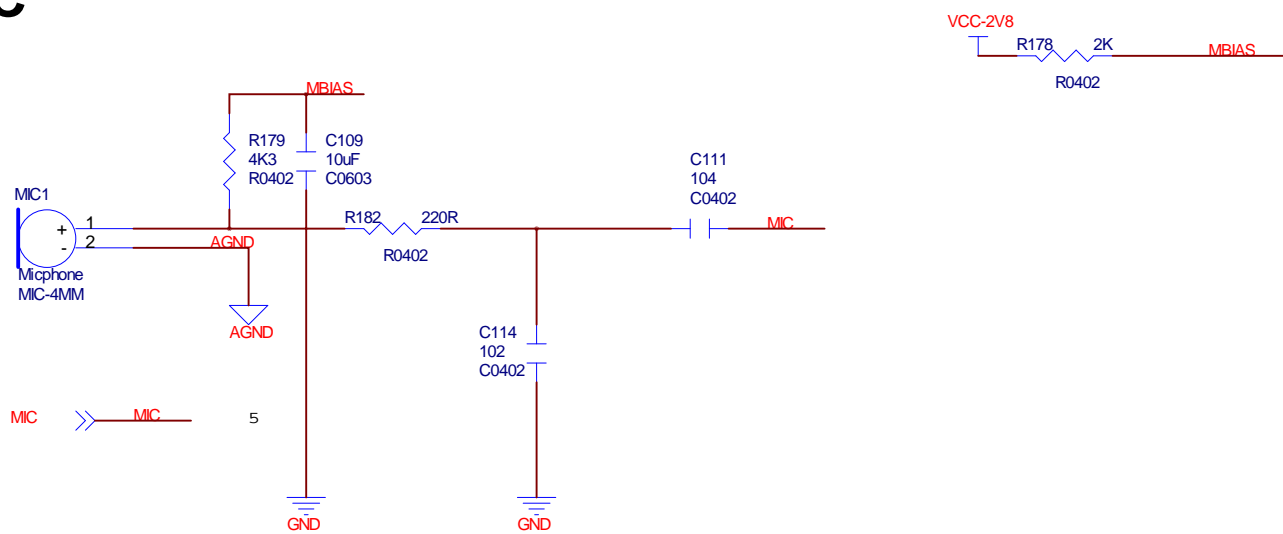 VCC-2V8
R178 2K
MBIAS
R0402
MBIAS
R179
4K3
R0402
C109
10uF
C0603
C111
104
C0402
MIC1
+ 1
- 2
Micphone
MIC-4MM
R182 220R
R0402
MIC
AGND
AGND
C114
102
C0402
MIC
MIC
5
GND
GND